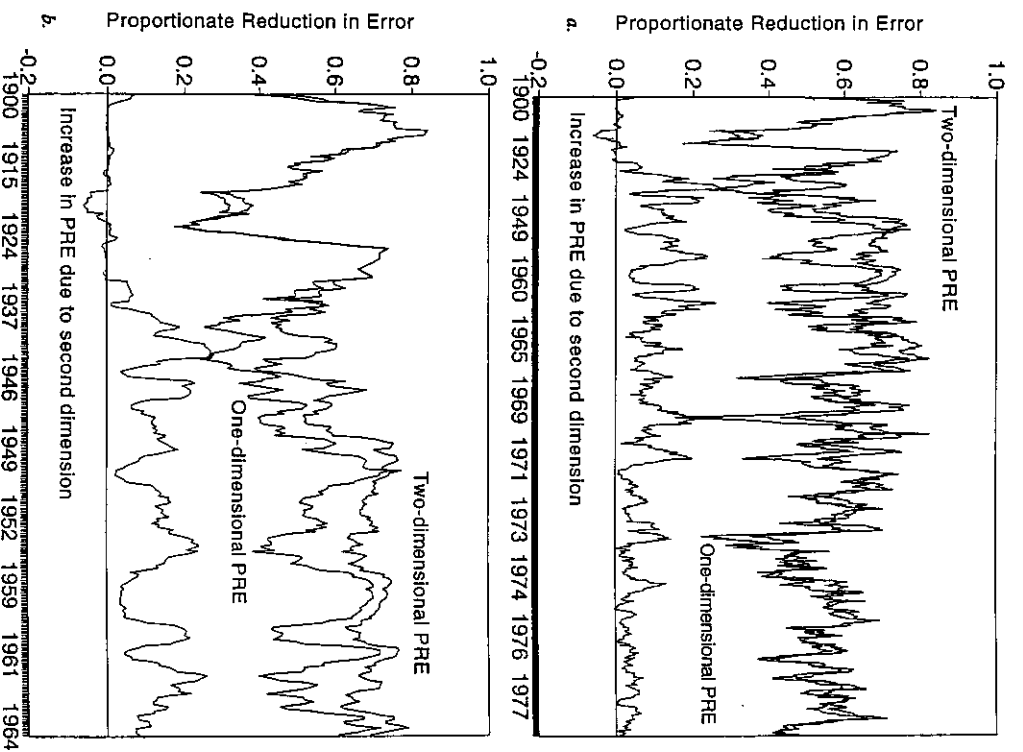 a.
Proportionate Reduction in Error
1.0
0.8
0.6
0.4
0.2
0.0
-0.2
Two-dimensional PRE
One-dimensional PRE
Increase in PRE due to second dimension
1900 1924 1949 1960 1965 1969 1971 1973 1974 1976 1977
b.
Proportionate Reduction in Error
1.0
0.8
0.6
0.4
0.2
0.0
-0.2
Two-dimensional PRE
One-dimensional PRE
Increase in PRE due to second dimension
1900 1915 1924 1937 1946 1949 1952 1959 1961 1964